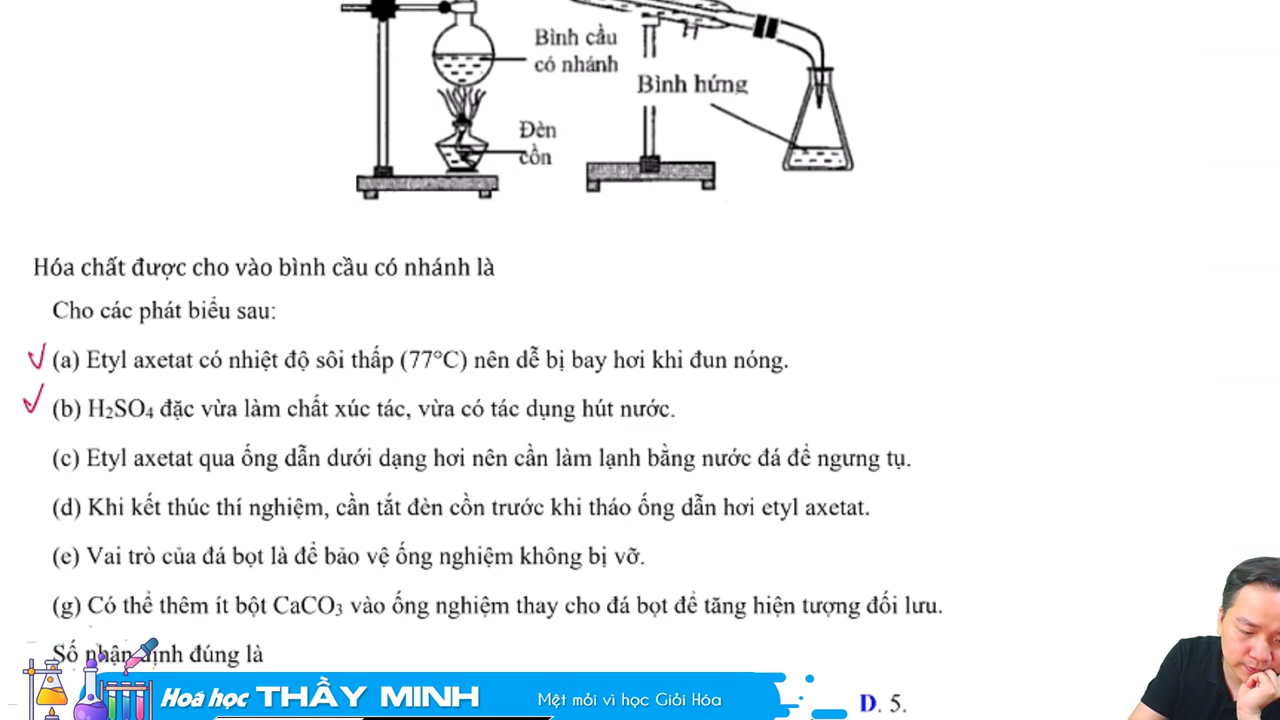 Bình cầu
có nhánh
Bình hứng
Đèn
cồn
Hóa chất được cho vào bình cầu có nhánh là
Cho các phát biểu sau:
(a) Etyl axetat có nhiệt độ sôi thấp (77°C) nên dễ bị bay hơi khi đun nóng.
(b) H₂SO₄ đặc vừa làm chất xúc tác, vừa có tác dụng hút nước.
(c) Etyl axetat qua ống dẫn dưới dạng hơi nên cần làm lạnh bằng nước đá để ngưng tụ.
(d) Khi kết thúc thí nghiệm, cần tắt đèn cồn trước khi tháo ống dẫn hơi etyl axetat.
(e) Vai trò của đá bọt là để bảo vệ ống nghiệm không bị vỡ.
(g) Có thể thêm ít bột CaCO₃ vào ống nghiệm thay cho đá bọt để tăng hiện tượng đối lưu.
Số nhận định đúng là
Hoá học THẦY MINH
Mệt mỏi vì học Giỏi Hóa
D. 5.